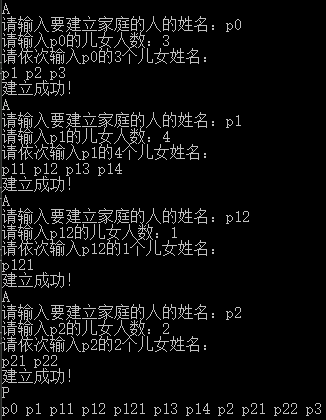 A
请输入要建立家庭的人的姓名：p0
请输入p0的儿女人数：3
请依次输入p0的3个儿女姓名：
p1 p2 p3
建立成功！
A
请输入要建立家庭的人的姓名：p1
请输入p1的儿女人数：4
请依次输入p1的4个儿女姓名：
p11 p12 p13 p14
建立成功！
A
请输入要建立家庭的人的姓名：p12
请输入p12的儿女人数：1
请依次输入p12的1个儿女姓名：
p121
建立成功！
A
请输入要建立家庭的人的姓名：p2
请输入p2的儿女人数：2
请依次输入p2的2个儿女姓名：
p21 p22
建立成功！
P
p0 p1 p11 p12 p121 p13 p14 p2 p21 p22 p3